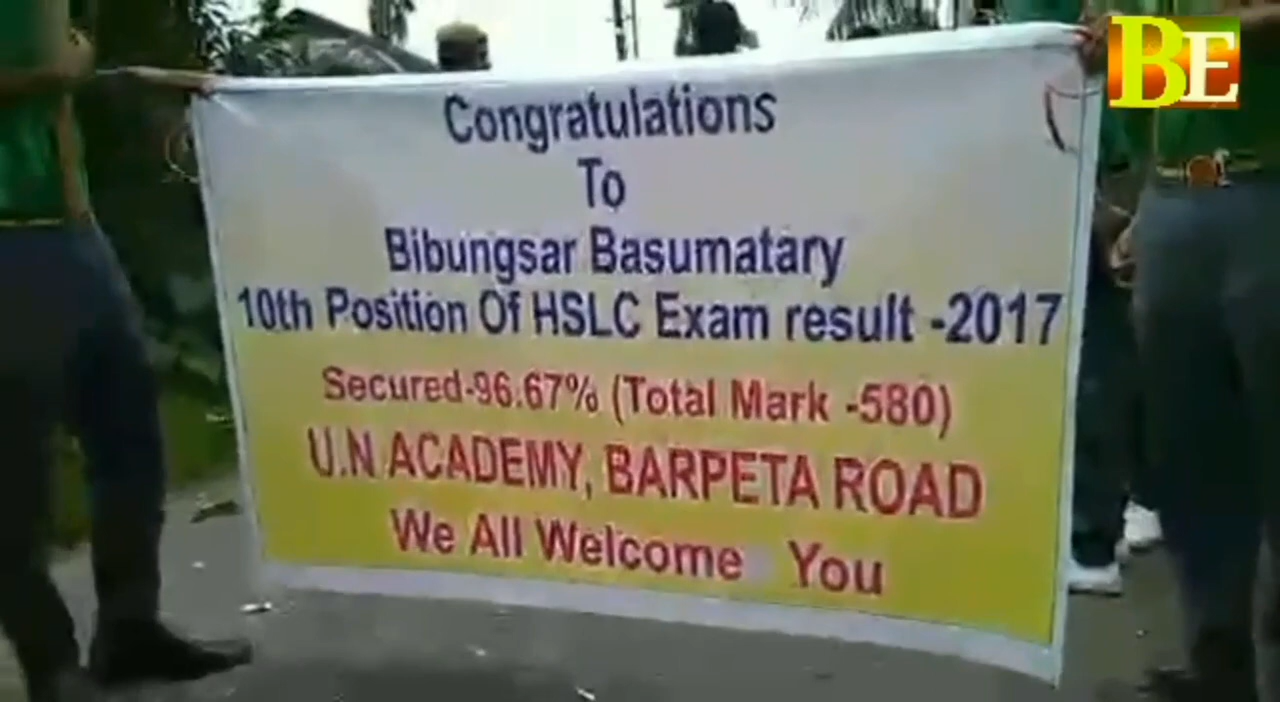 BE
Congratulations
To
Bibungsar Basumatary
10th Position Of HSLC Exam result -2017
Secured-96.67% (Total Mark -580)
U.N ACADEMY, BARPETA ROAD
We All Welcome You